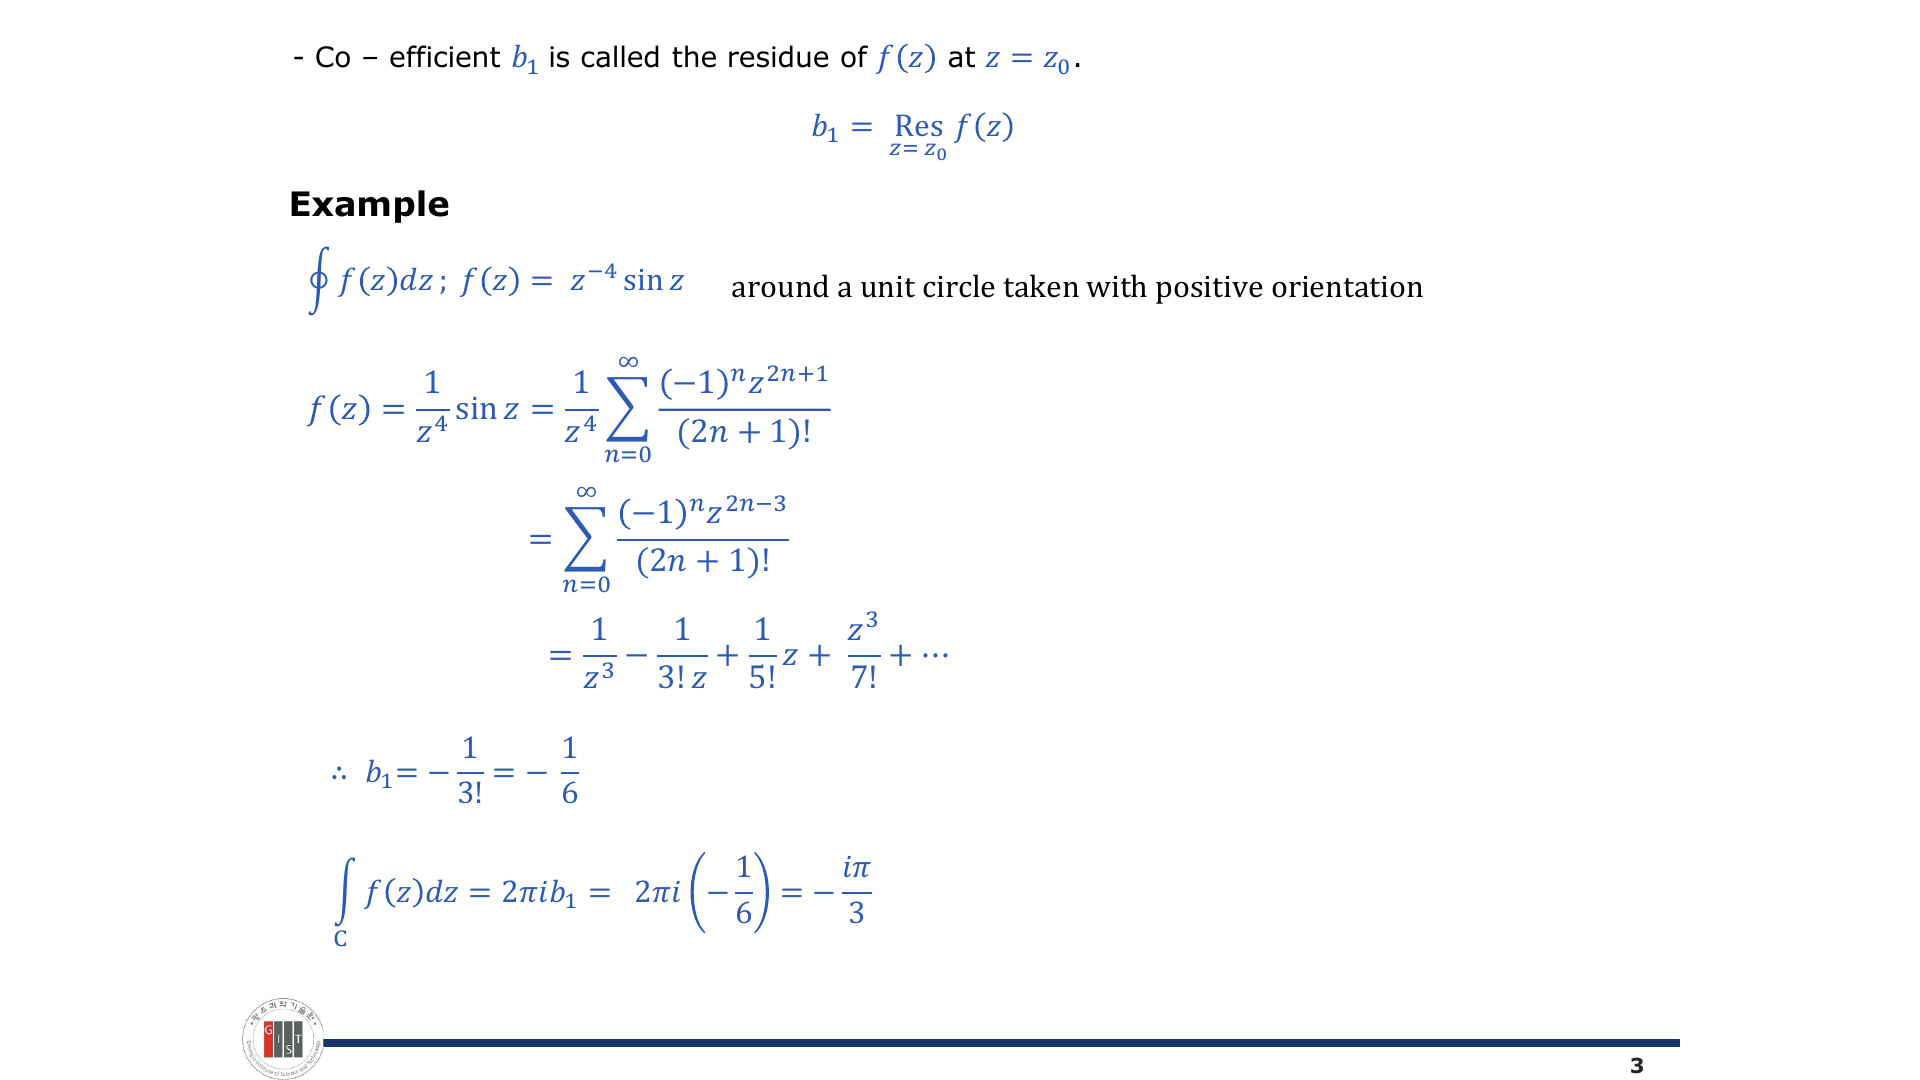 - Co – efficient b₁ is called the residue of f(z) at z = z₀.
b₁ = Res f(z)
z= z₀
Example
∮ f(z)dz ; f(z) = z⁻⁴ sin z around a unit circle taken with positive orientation
f(z) = 1/z⁴ sin z = 1/z⁴ ∑_{n=0}^{∞} (−1)ⁿz²ⁿ⁺¹/(2n + 1)!
= ∑_{n=0}^{∞} (−1)ⁿz²ⁿ⁻³/(2n + 1)!
= 1/z³ − 1/(3! z) + 1/5! z + z³/7! + ⋯
∴ b₁= − 1/3! = − 1/6
∫_C f(z)dz = 2πib₁ = 2πi (− 1/6) = − iπ/3
G I S T
3